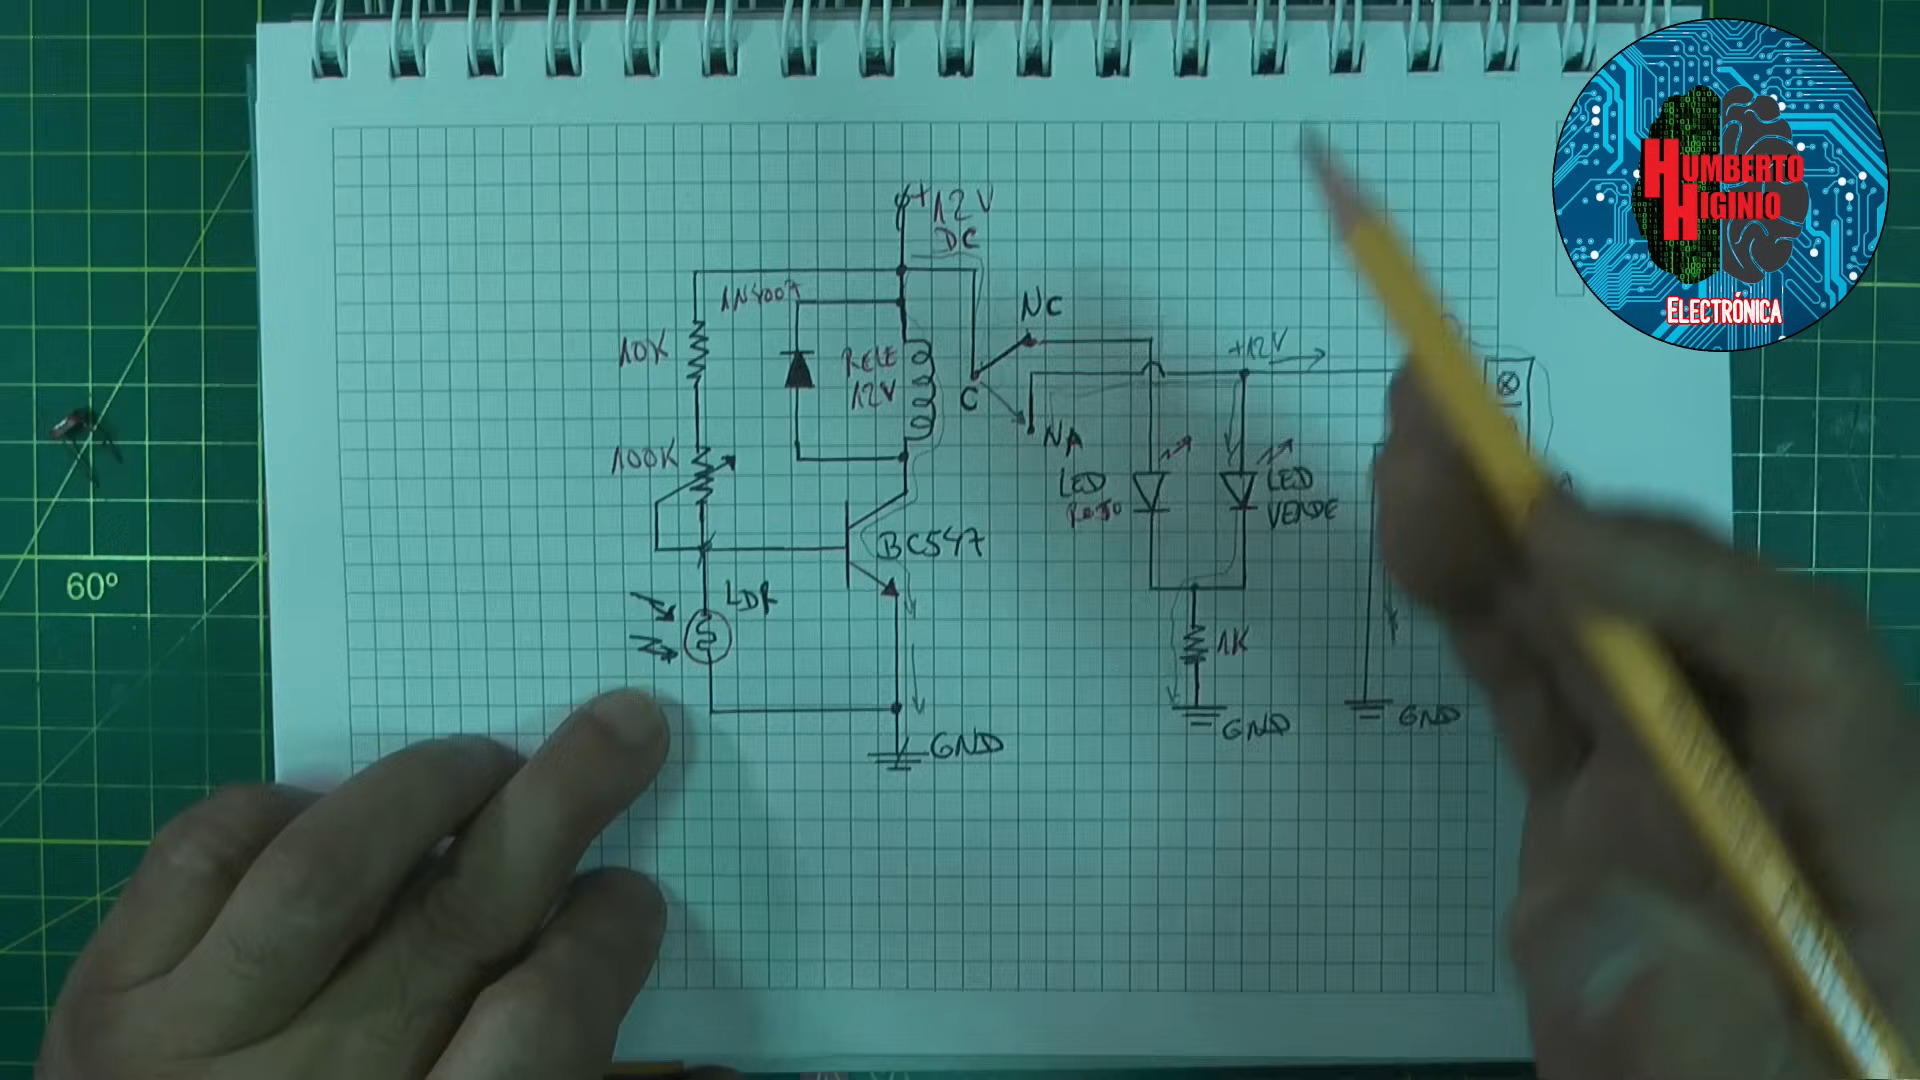 +12V
DC
1N4007
10K
RELE
12V
NC
+12V
C
NA
100K
LED
ROJO
LED
VERDE
BC547
LDR
1K
GND
GND
GND
60º
HUMBERTO
HIGINIO
ELECTRÓNICA